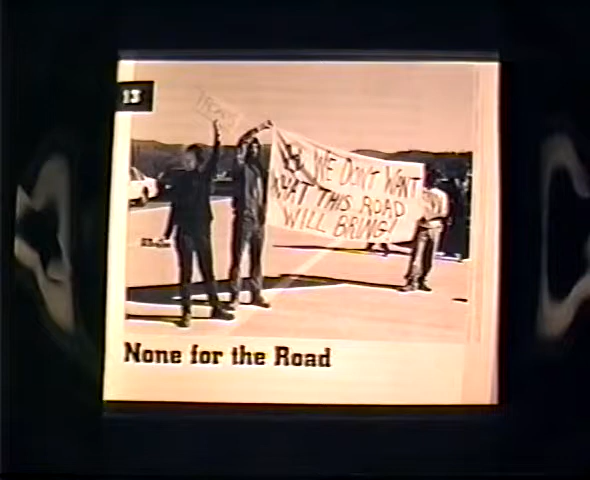 13
WE DON'T WANT
WHAT THIS ROAD
WILL BRING!
None for the Road